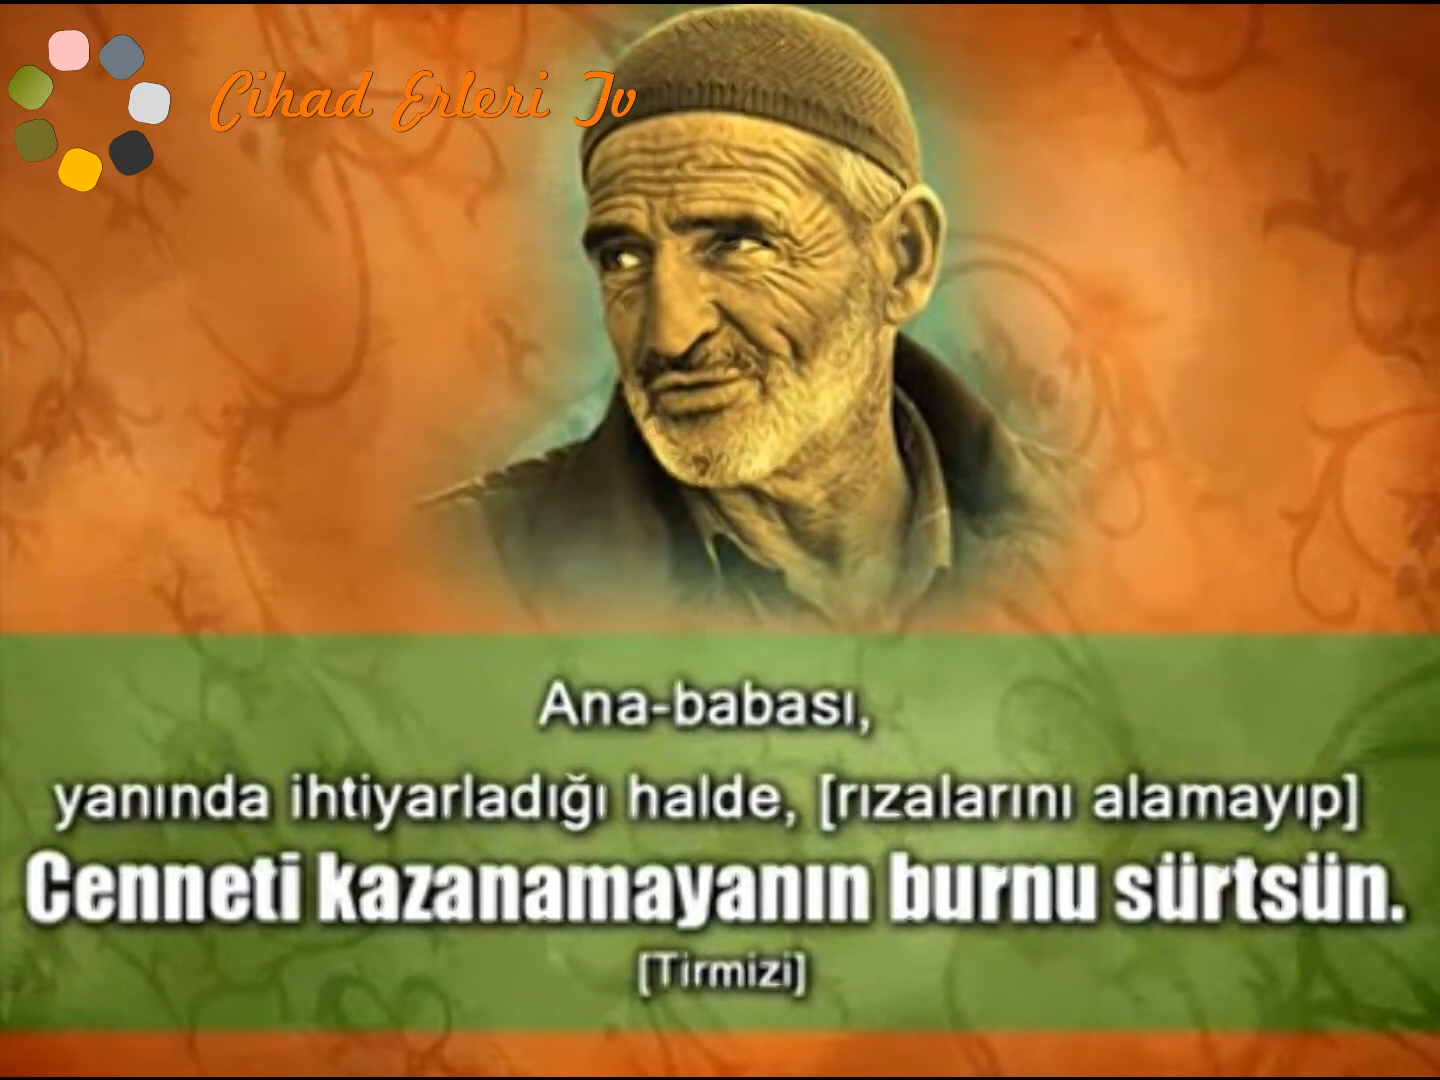 Cihad Erleri Tv
Ana-babası,
yanında ihtiyarladığı halde, [rızalarını alamayıp]
Cenneti kazanamayanın burnu sürtsün.
[Tirmizi]